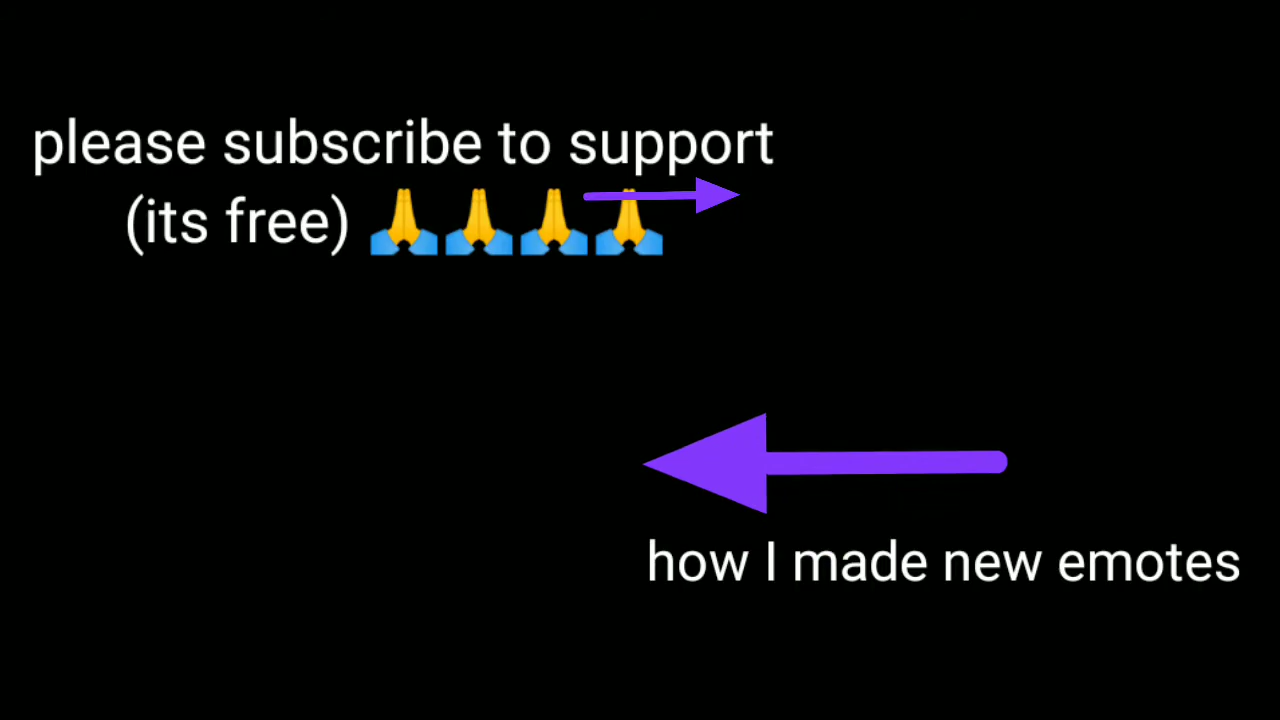 please subscribe to support
(its free) 🙏🙏🙏🙏
how I made new emotes